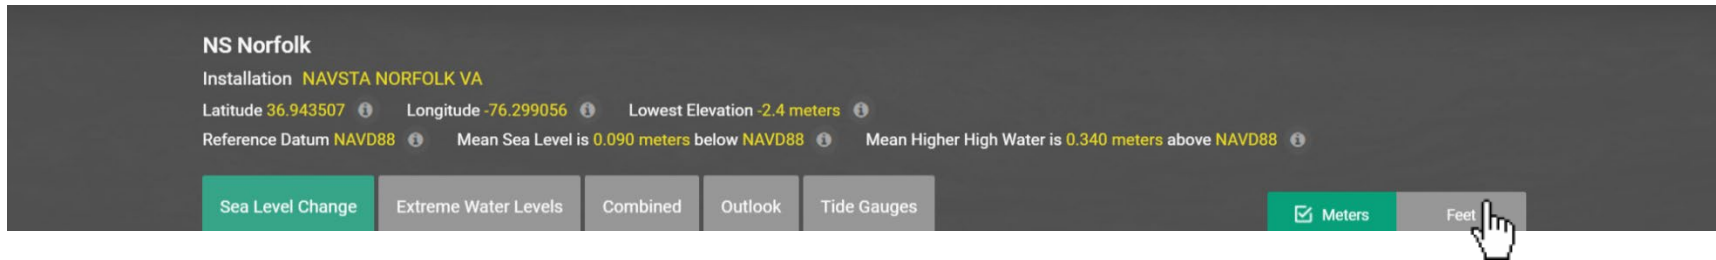 NS Norfolk
Installation NAVSTA NORFOLK VA
Latitude 36.943507 Longitude -76.299056 Lowest Elevation -2.4 meters
Reference Datum NAVD88 Mean Sea Level is 0.090 meters below NAVD88 Mean Higher High Water is 0.340 meters above NAVD88
Sea Level Change Extreme Water Levels Combined Outlook Tide Gauges Meters Feet